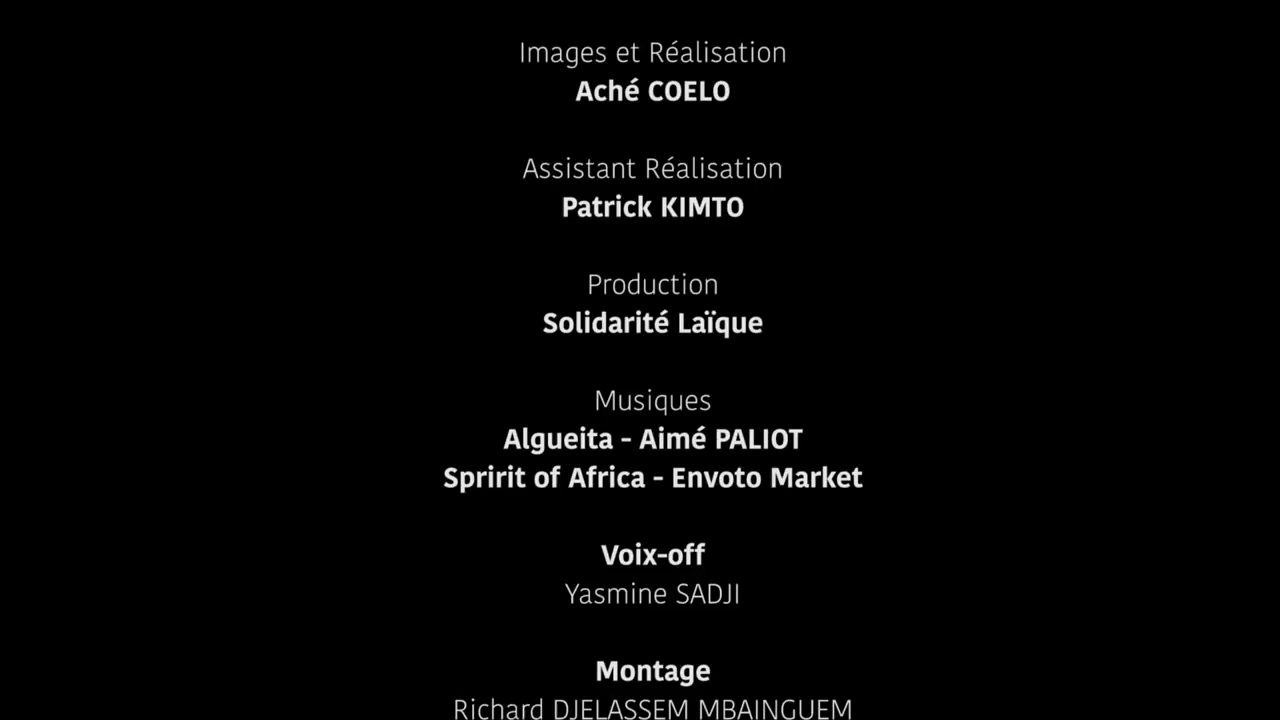 Images et Réalisation
Aché COELO
Assistant Réalisation
Patrick KIMTO
Production
Solidarité Laïque
Musiques
Algueita - Aimé PALIOT
Spririt of Africa - Envoto Market
Voix-off
Yasmine SADJI
Montage
Richard DJELASSEM MBAINGUEM